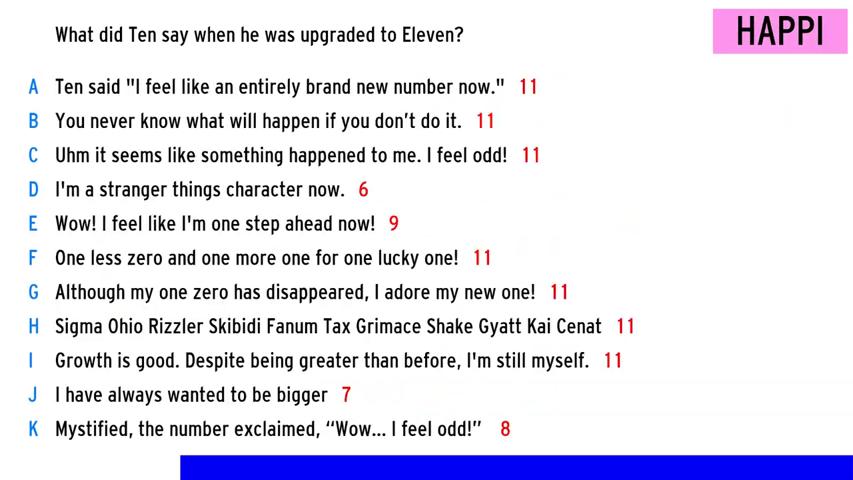 What did Ten say when he was upgraded to Eleven?
HAPPI
A Ten said "I feel like an entirely brand new number now." 11
B You never know what will happen if you don't do it. 11
C Uhm it seems like something happened to me. I feel odd! 11
D I'm a stranger things character now. 6
E Wow! I feel like I'm one step ahead now! 9
F One less zero and one more one for one lucky one! 11
G Although my one zero has disappeared, I adore my new one! 11
H Sigma Ohio Rizzler Skibidi Fanum Tax Grimace Shake Gyatt Kai Cenat 11
I Growth is good. Despite being greater than before, I'm still myself. 11
J I have always wanted to be bigger 7
K Mystified, the number exclaimed, “Wow... I feel odd!” 8